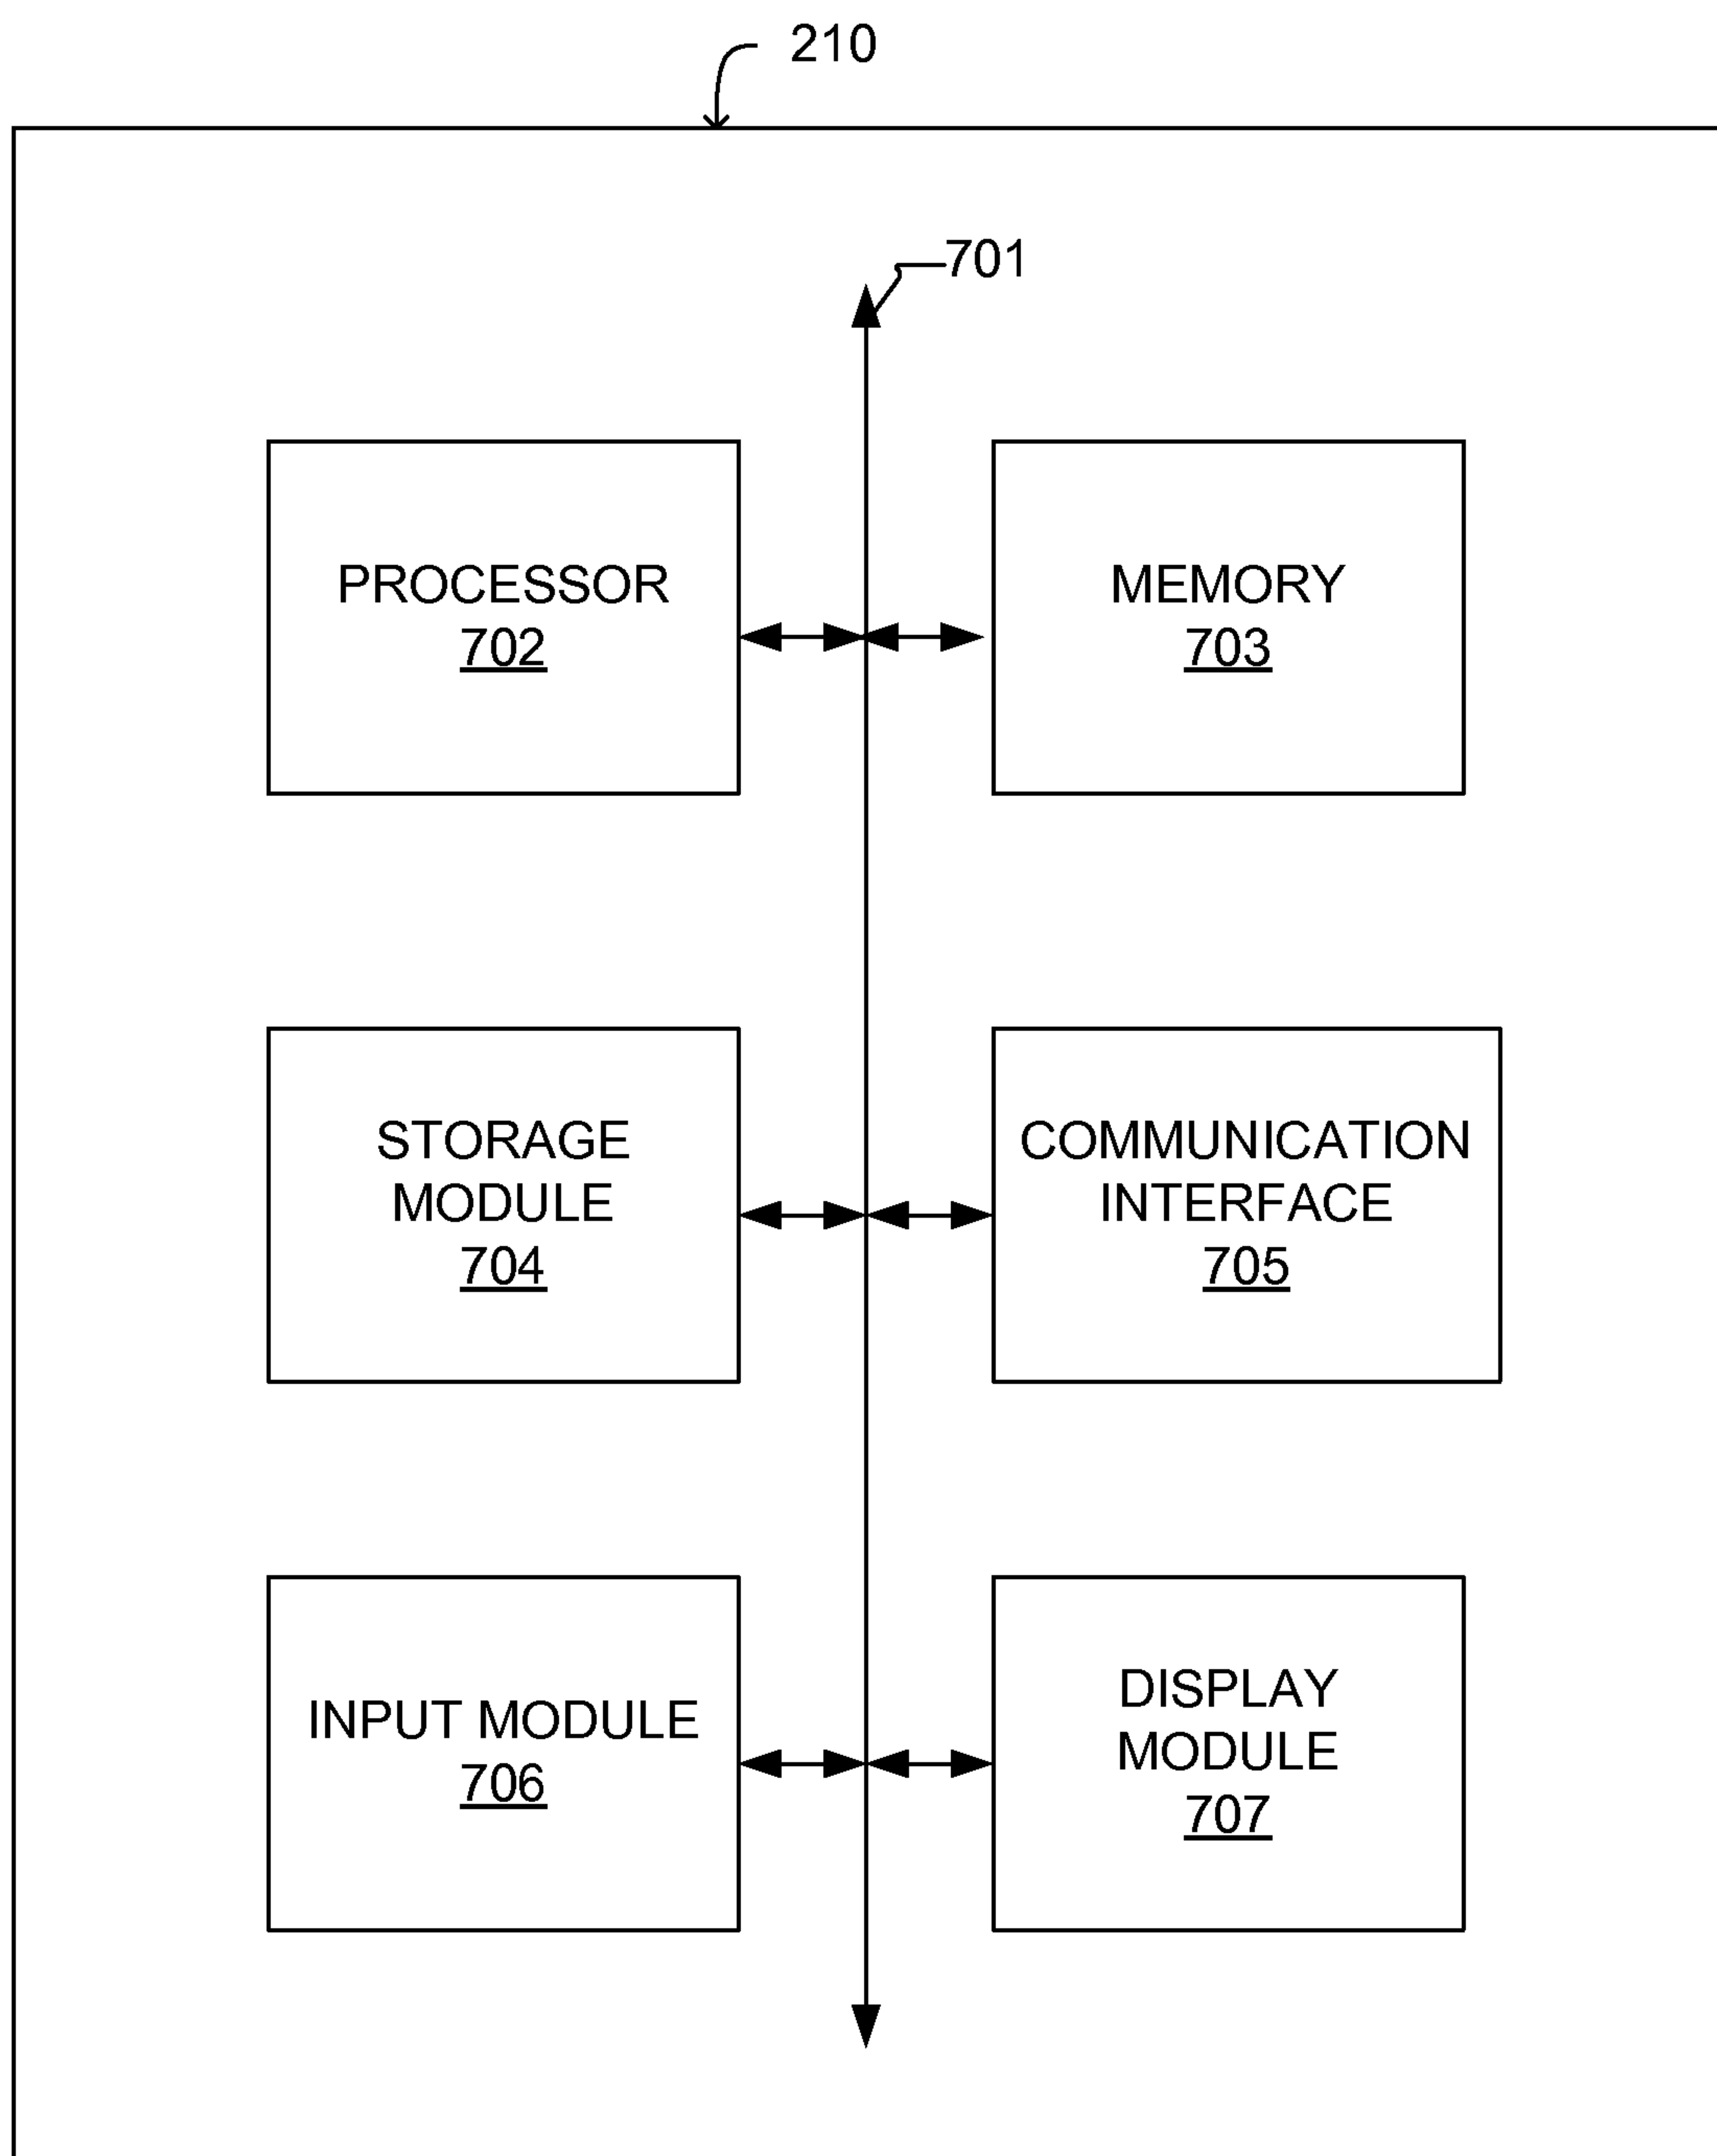 210
701
PROCESSOR
702
MEMORY
703
STORAGE
MODULE
704
COMMUNICATION
INTERFACE
705
INPUT MODULE
706
DISPLAY
MODULE
707